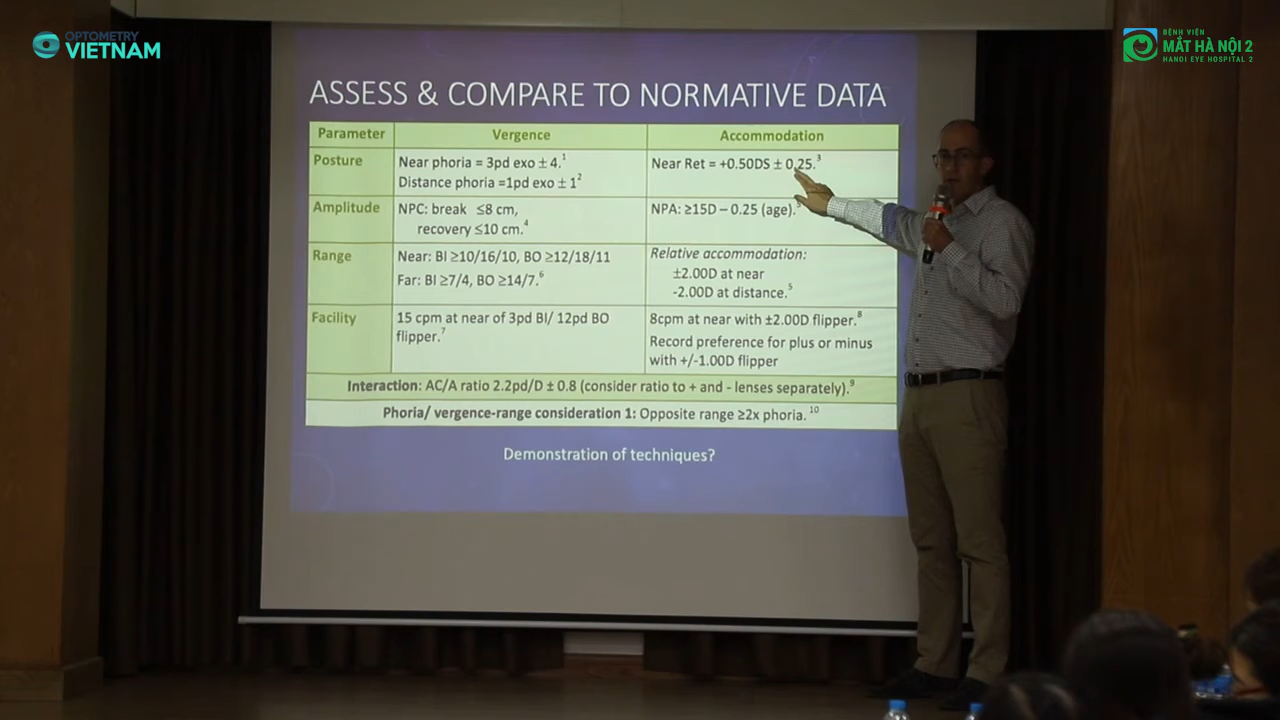 OPTOMETRY
VIETNAM
BỆNH VIỆN
MẮT HÀ NỘI 2
HANOI EYE HOSPITAL 2
ASSESS & COMPARE TO NORMATIVE DATA
Parameter Vergence Accommodation
Posture
Near phoria = 3pd exo ± 4.¹
Distance phoria =1pd exo ± 1²
Near Ret = +0.50DS ± 0.25.³
Amplitude
NPC: break ≤8 cm,
recovery ≤10 cm.⁴
NPA: ≥15D – 0.25 (age).
Range
Near: BI ≥10/16/10, BO ≥12/18/11
Far: BI ≥7/4, BO ≥14/7.⁶
Relative accommodation:
±2.00D at near
-2.00D at distance.⁵
Facility
15 cpm at near of 3pd BI/ 12pd BO
flipper.⁷
8cpm at near with ±2.00D flipper.⁸
Record preference for plus or minus
with +/-1.00D flipper
Interaction: AC/A ratio 2.2pd/D ± 0.8 (consider ratio to + and - lenses separately).⁹
Phoria/ vergence-range consideration 1: Opposite range ≥2x phoria.¹⁰
Demonstration of techniques?